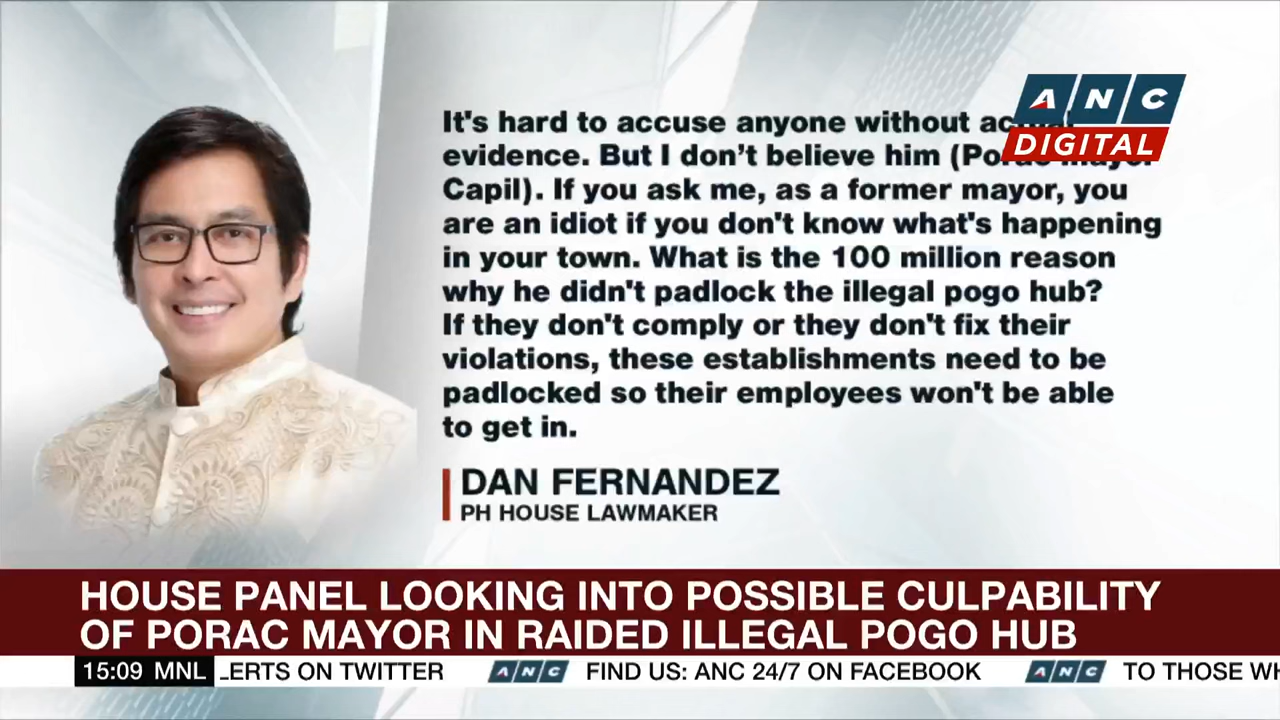 ANC
DIGITAL
It's hard to accuse anyone without
evidence. But I don't believe him
Capil). If you ask me, as a former mayor, you
are an idiot if you don't know what's happening
in your town. What is the 100 million reason
why he didn't padlock the illegal pogo hub?
If they don't comply or they don't fix their
violations, these establishments need to be
padlocked so their employees won't be able
to get in.
DAN FERNANDEZ
PH HOUSE LAWMAKER
HOUSE PANEL LOOKING INTO POSSIBLE CULPABILITY
OF PORAC MAYOR IN RAIDED ILLEGAL POGO HUB
15:09 MNL LERTS ON TWITTER ANC FIND US: ANC 24/7 ON FACEBOOK ANC TO THOSE WH